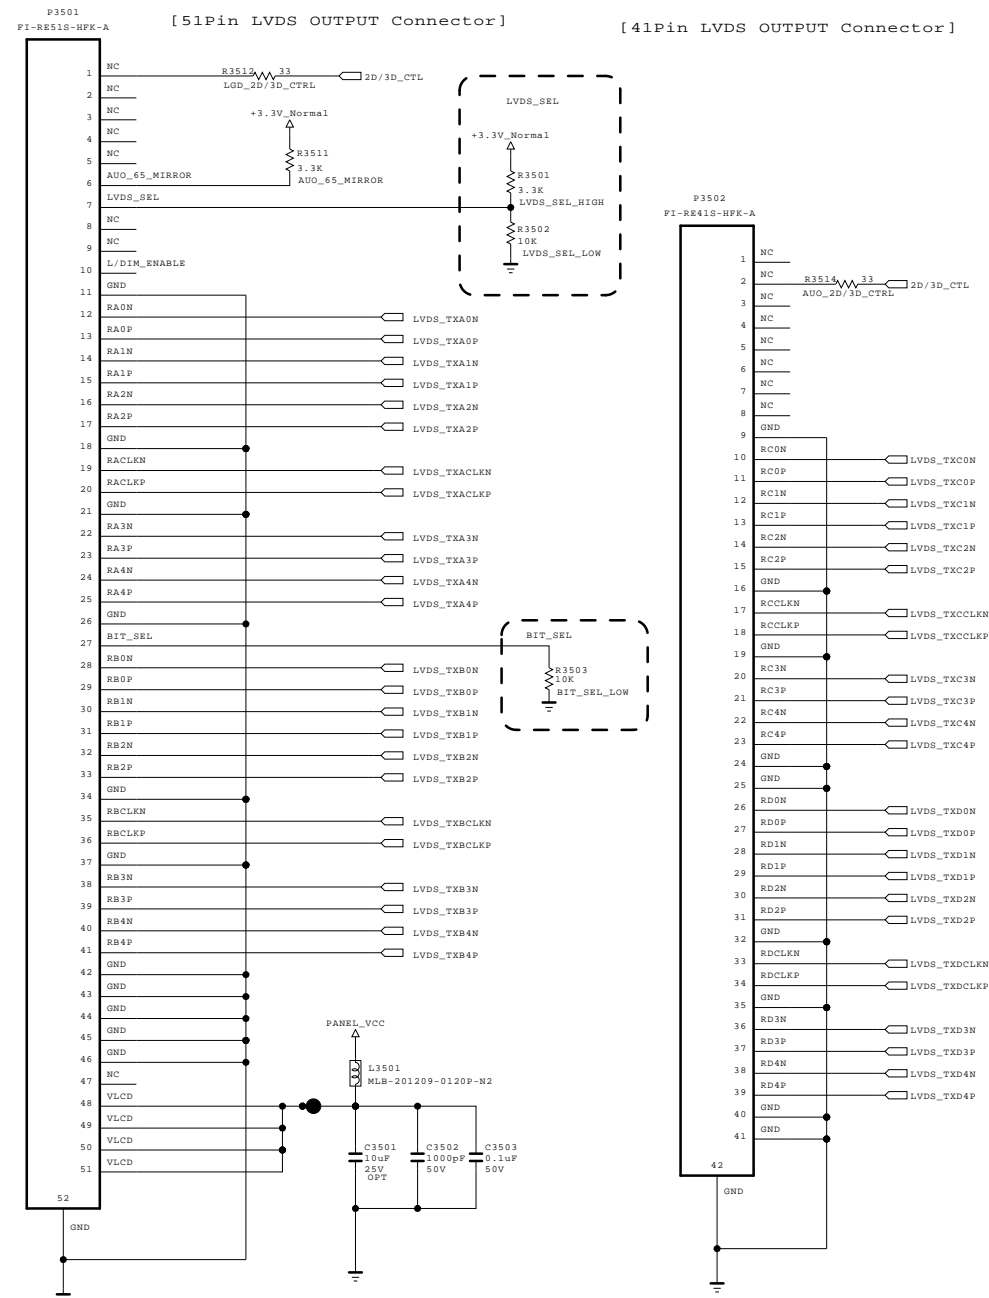 P3501
FI-RE51S-HFK-A
[51Pin LVDS OUTPUT Connector]
[41Pin LVDS OUTPUT Connector]
NC
1
R3512 33
LGD_2D/3D_CTRL
2D/3D_CTL
NC
2
NC
3
NC
4
NC
5
+3.3V_Normal
R3511
3.3K
AUO_65_MIRROR
AUO_65_MIRROR
6
LVDS_SEL
7
NC
8
NC
9
L/DIM_ENABLE
10
GND
11
LVDS_SEL
+3.3V_Normal
R3501
3.3K
LVDS_SEL_HIGH
R3502
10K
LVDS_SEL_LOW
RA0N
12 LVDS_TXA0N
RA0P
13 LVDS_TXA0P
RA1N
14 LVDS_TXA1N
RA1P
15 LVDS_TXA1P
RA2N
16 LVDS_TXA2N
RA2P
17 LVDS_TXA2P
GND
18
RACLKN
19 LVDS_TXACLKN
RACLKP
20 LVDS_TXACLKP
GND
21
RA3N
22 LVDS_TXA3N
RA3P
23 LVDS_TXA3P
RA4N
24 LVDS_TXA4N
RA4P
25 LVDS_TXA4P
GND
26
BIT_SEL
27
BIT_SEL
R3503
10K
BIT_SEL_LOW
RB0N
28 LVDS_TXB0N
RB0P
29 LVDS_TXB0P
RB1N
30 LVDS_TXB1N
RB1P
31 LVDS_TXB1P
RB2N
32 LVDS_TXB2N
RB2P
33 LVDS_TXB2P
GND
34
RBCLKN
35 LVDS_TXBCLKN
RBCLKP
36 LVDS_TXBCLKP
GND
37
RB3N
38 LVDS_TXB3N
RB3P
39 LVDS_TXB3P
RB4N
40 LVDS_TXB4N
RB4P
41 LVDS_TXB4P
GND
42
GND
43
GND
44
GND
45
GND
46
NC
47
VLCD
48
VLCD
49
VLCD
50
VLCD
51
52
GND
PANEL_VCC
L3501
MLB-201209-0120P-N2
C3501
10uF
25V
OPT
C3502
1000pF
50V
C3503
0.1uF
50V
P3502
FI-RE41S-HFK-A
NC
1
NC
2
R3514 33
AUO_2D/3D_CTRL
2D/3D_CTL
NC
3
NC
4
NC
5
NC
6
NC
7
NC
8
GND
9
RC0N
10 LVDS_TXC0N
RC0P
11 LVDS_TXC0P
RC1N
12 LVDS_TXC1N
RC1P
13 LVDS_TXC1P
RC2N
14 LVDS_TXC2N
RC2P
15 LVDS_TXC2P
GND
16
RCCLKN
17 LVDS_TXCCLKN
RCCLKP
18 LVDS_TXCCLKP
GND
19
RC3N
20 LVDS_TXC3N
RC3P
21 LVDS_TXC3P
RC4N
22 LVDS_TXC4N
RC4P
23 LVDS_TXC4P
GND
24
GND
25
RD0N
26 LVDS_TXD0N
RD0P
27 LVDS_TXD0P
RD1N
28 LVDS_TXD1N
RD1P
29 LVDS_TXD1P
RD2N
30 LVDS_TXD2N
RD2P
31 LVDS_TXD2P
GND
32
RDCLKN
33 LVDS_TXDCLKN
RDCLKP
34 LVDS_TXDCLKP
GND
35
RD3N
36 LVDS_TXD3N
RD3P
37 LVDS_TXD3P
RD4N
38 LVDS_TXD4N
RD4P
39 LVDS_TXD4P
GND
40
GND
41
42
GND